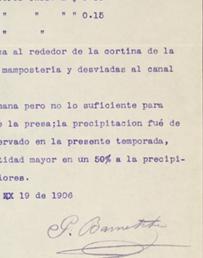 " " " " 0.15
" " "
a al rededor de la cortina de la
mamposteria y desviadas al canal
mana pero no lo suficiente para
e la presa;la precipitacion fué de
ervado en la presente temporada,
tidad mayor en un 50% a la precipi-
iores.
XX 19 de 1906